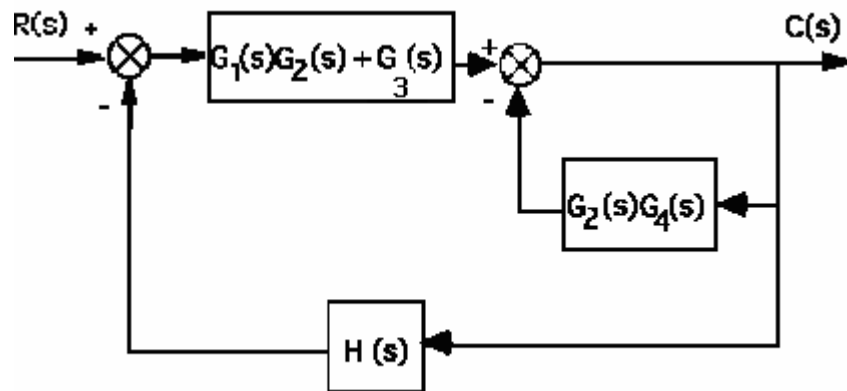 R(s) +
G₁(s)G₂(s) + G₃(s)
+
C(s)
-
-
G₂(s)G₄(s)
H(s)